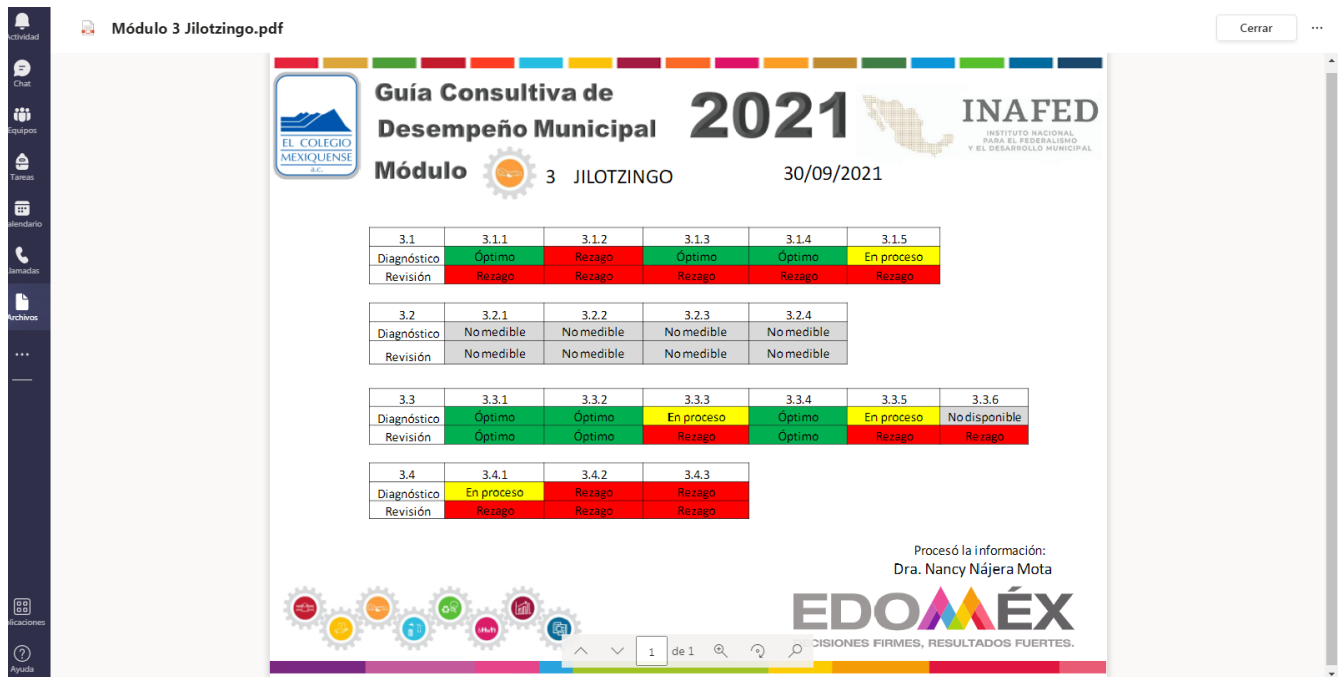 Actividad
Chat
Equipos
Tareas
Calendario
Llamadas
Archivos
Ayuda
Módulo 3 Jilotzingo.pdf
Cerrar
EL COLEGIO
MEXIQUENSE
a.c.
Guía Consultiva de
Desempeño Municipal
Módulo
2021
3 JILOTZINGO
30/09/2021
INAFED
INSTITUTO NACIONAL
PARA EL FEDERALISMO
Y EL DESARROLLO MUNICIPAL
3.1 3.1.1 3.1.2 3.1.3 3.1.4 3.1.5
Diagnóstico Óptimo Rezago Óptimo Óptimo En proceso
Revisión Rezago Rezago Rezago Rezago Rezago
3.2 3.2.1 3.2.2 3.2.3 3.2.4
Diagnóstico No medible No medible No medible No medible
Revisión No medible No medible No medible No medible
3.3 3.3.1 3.3.2 3.3.3 3.3.4 3.3.5 3.3.6
Diagnóstico Óptimo Óptimo En proceso Óptimo En proceso No disponible
Revisión Óptimo Óptimo Rezago Óptimo Rezago Rezago
3.4 3.4.1 3.4.2 3.4.3
Diagnóstico En proceso Rezago Rezago
Revisión Rezago Rezago Rezago
Procesó la información:
Dra. Nancy Nájera Mota
EDOMÉX
DECISIONES FIRMES, RESULTADOS FUERTES.
1 de 1